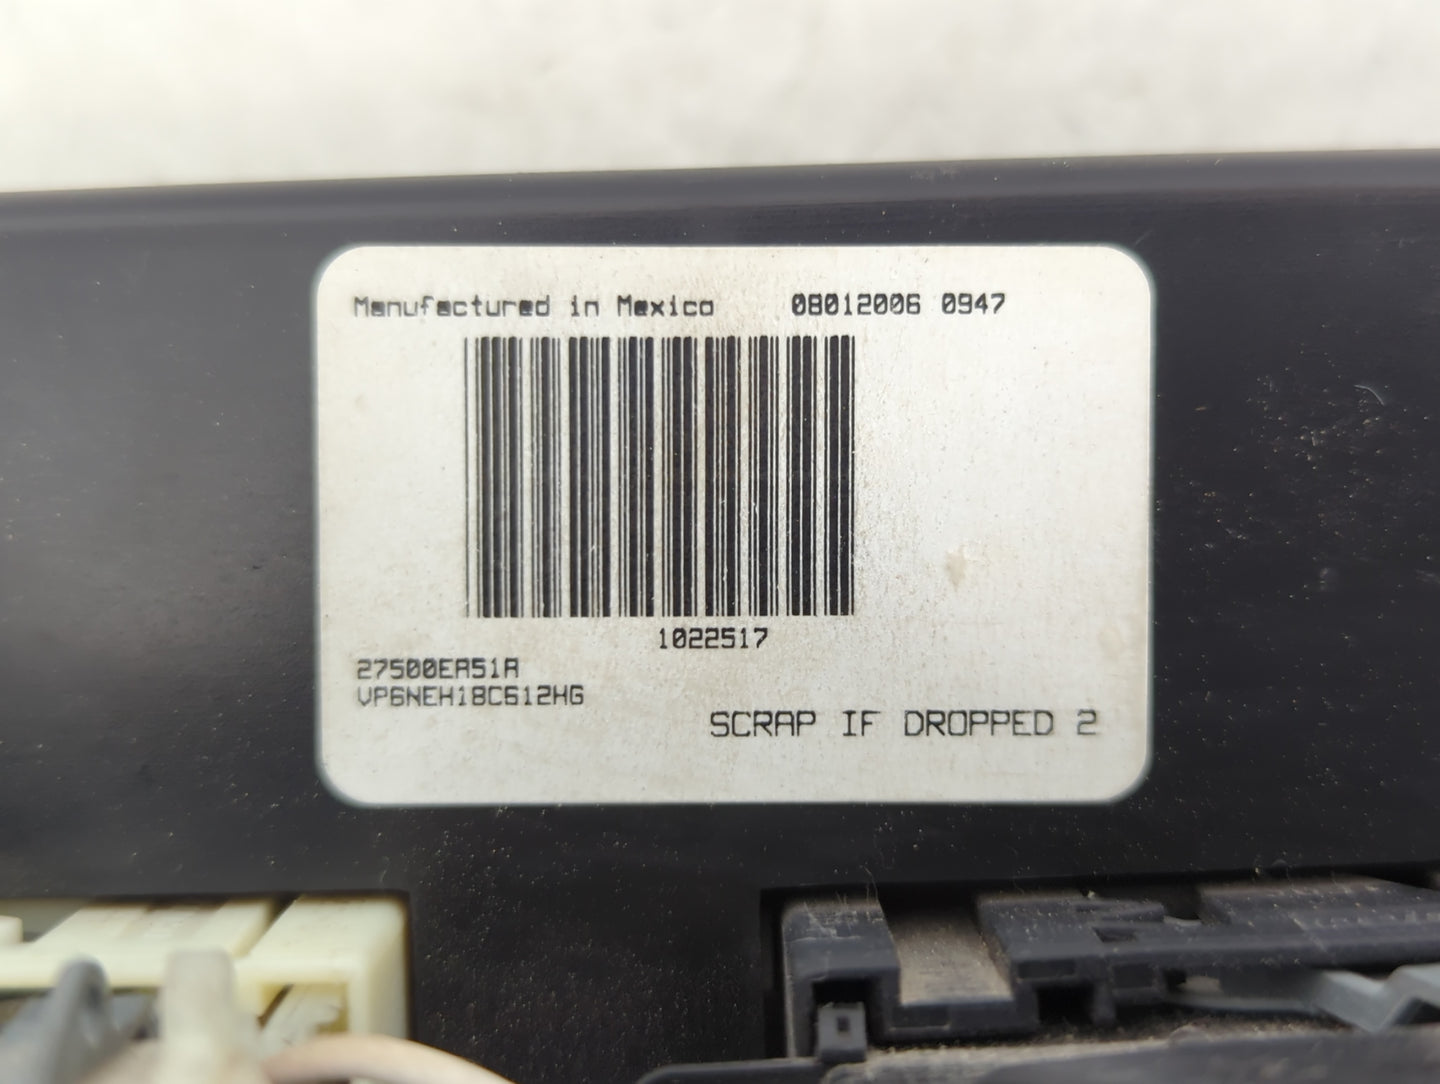 Manufactured in Mexico 08012006 0947
1022517
27500EA51A
VP6NEH18C612HG
SCRAP IF DROPPED 2